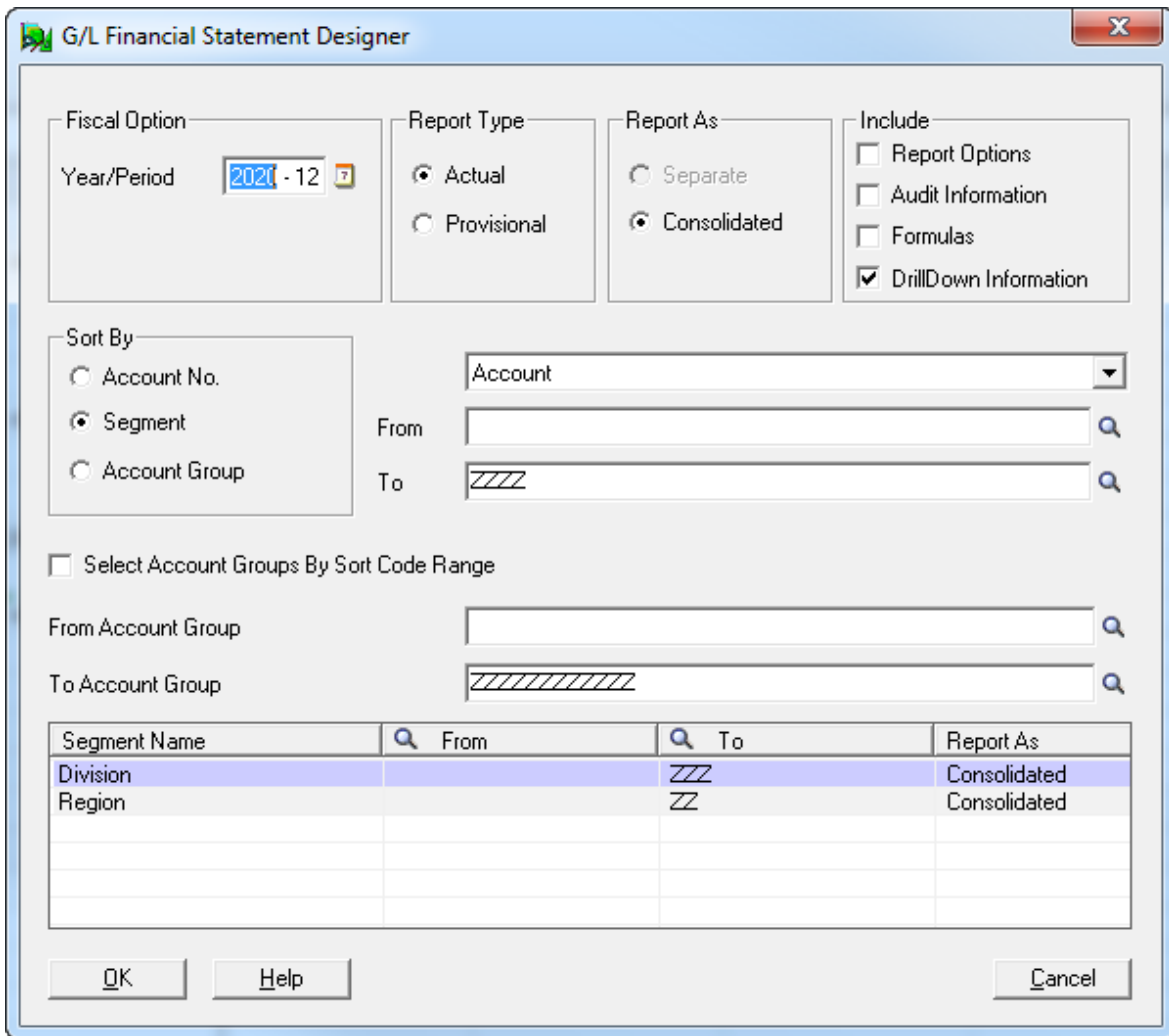 G/L Financial Statement Designer
Fiscal Option
Year/Period 2020 - 12
Report Type
Actual
Provisional
Report As
Separate
Consolidated
Include
Report Options
Audit Information
Formulas
DrillDown Information
Sort By
Account No.
Segment
Account Group
Account
From
To ZZZZ
Select Account Groups By Sort Code Range
From Account Group
To Account Group ZZZZZZZZZZZZ
Segment Name From To Report As
Division ZZZ Consolidated
Region ZZ Consolidated
OK Help Cancel